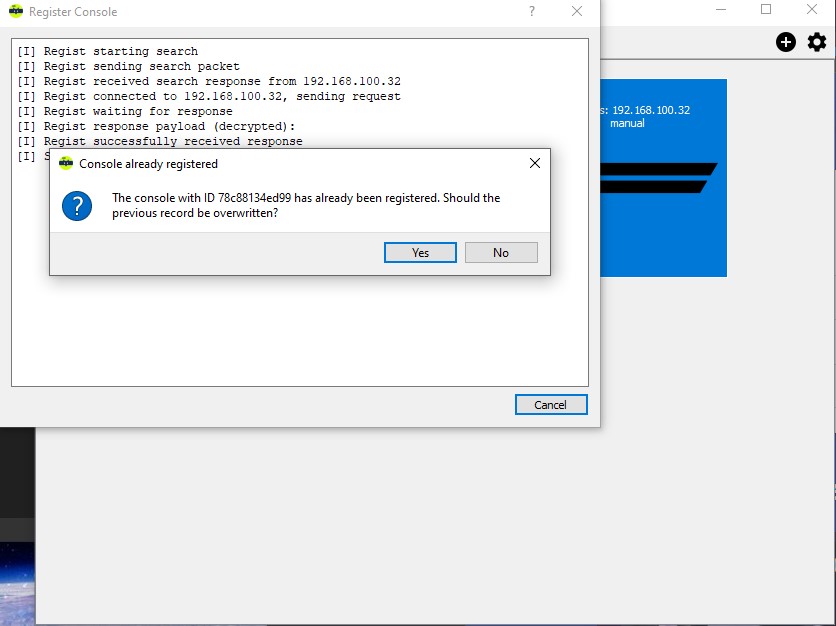 Register Console
[I] Regist starting search
[I] Regist sending search packet
[I] Regist received search response from 192.168.100.32
[I] Regist connected to 192.168.100.32, sending request
[I] Regist waiting for response
[I] Regist response payload (decrypted):
[I] Regist successfully received response
[I] S
Console already registered
The console with ID 78c88134ed99 has already been registered. Should the
previous record be overwritten?
Yes
No
Cancel
s: 192.168.100.32
manual